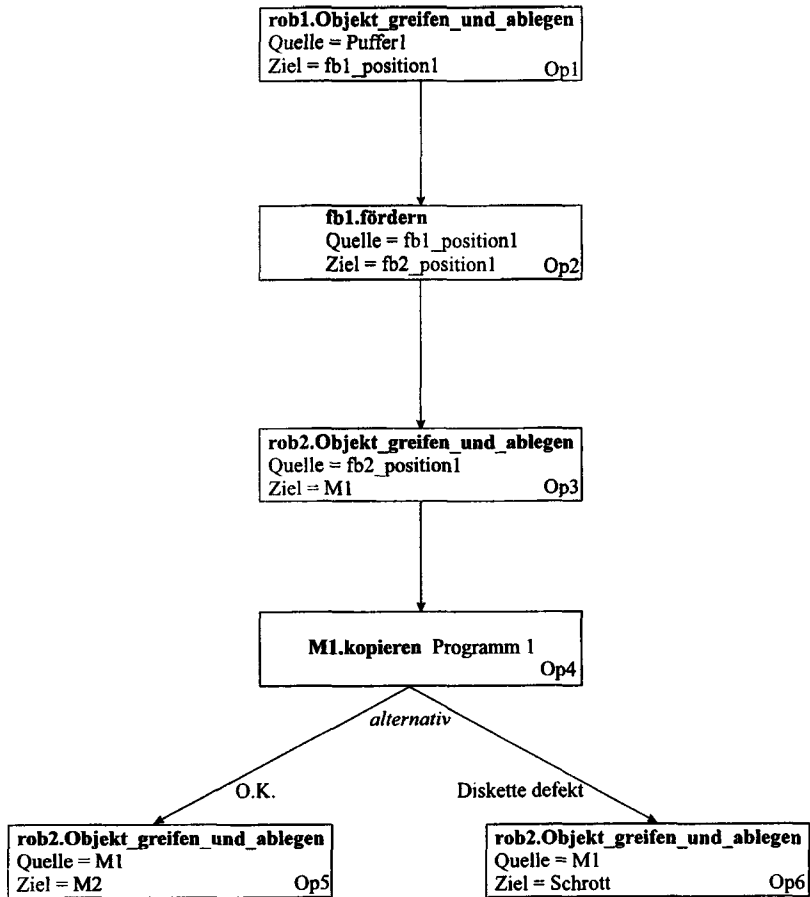 rob1.Objekt_greifen_und_ablegen
Quelle = Puffer1
Ziel = fb1_position1
Op1
fb1.fördern
Quelle = fb1_position1
Ziel = fb2_position1
Op2
rob2.Objekt_greifen_und_ablegen
Quelle = fb2_position1
Ziel = M1
Op3
M1.kopieren Programm 1
Op4
alternativ
O.K.
Diskette defekt
rob2.Objekt_greifen_und_ablegen
Quelle = M1
Ziel = M2
Op5
rob2.Objekt_greifen_und_ablegen
Quelle = M1
Ziel = Schrott
Op6